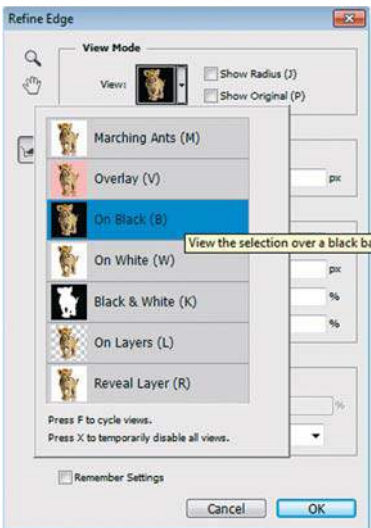 Refine Edge
View Mode
View:
Show Radius (J)
Show Original (P)
Marching Ants (M)
Overlay (V)
px
On Black (B)
View the selection over a black ba
On White (W)
px
Black & White (K)
%
%
On Layers (L)
Reveal Layer (R)
%
Press F to cycle views.
Press X to temporarily disable all views.
Remember Settings
Cancel OK